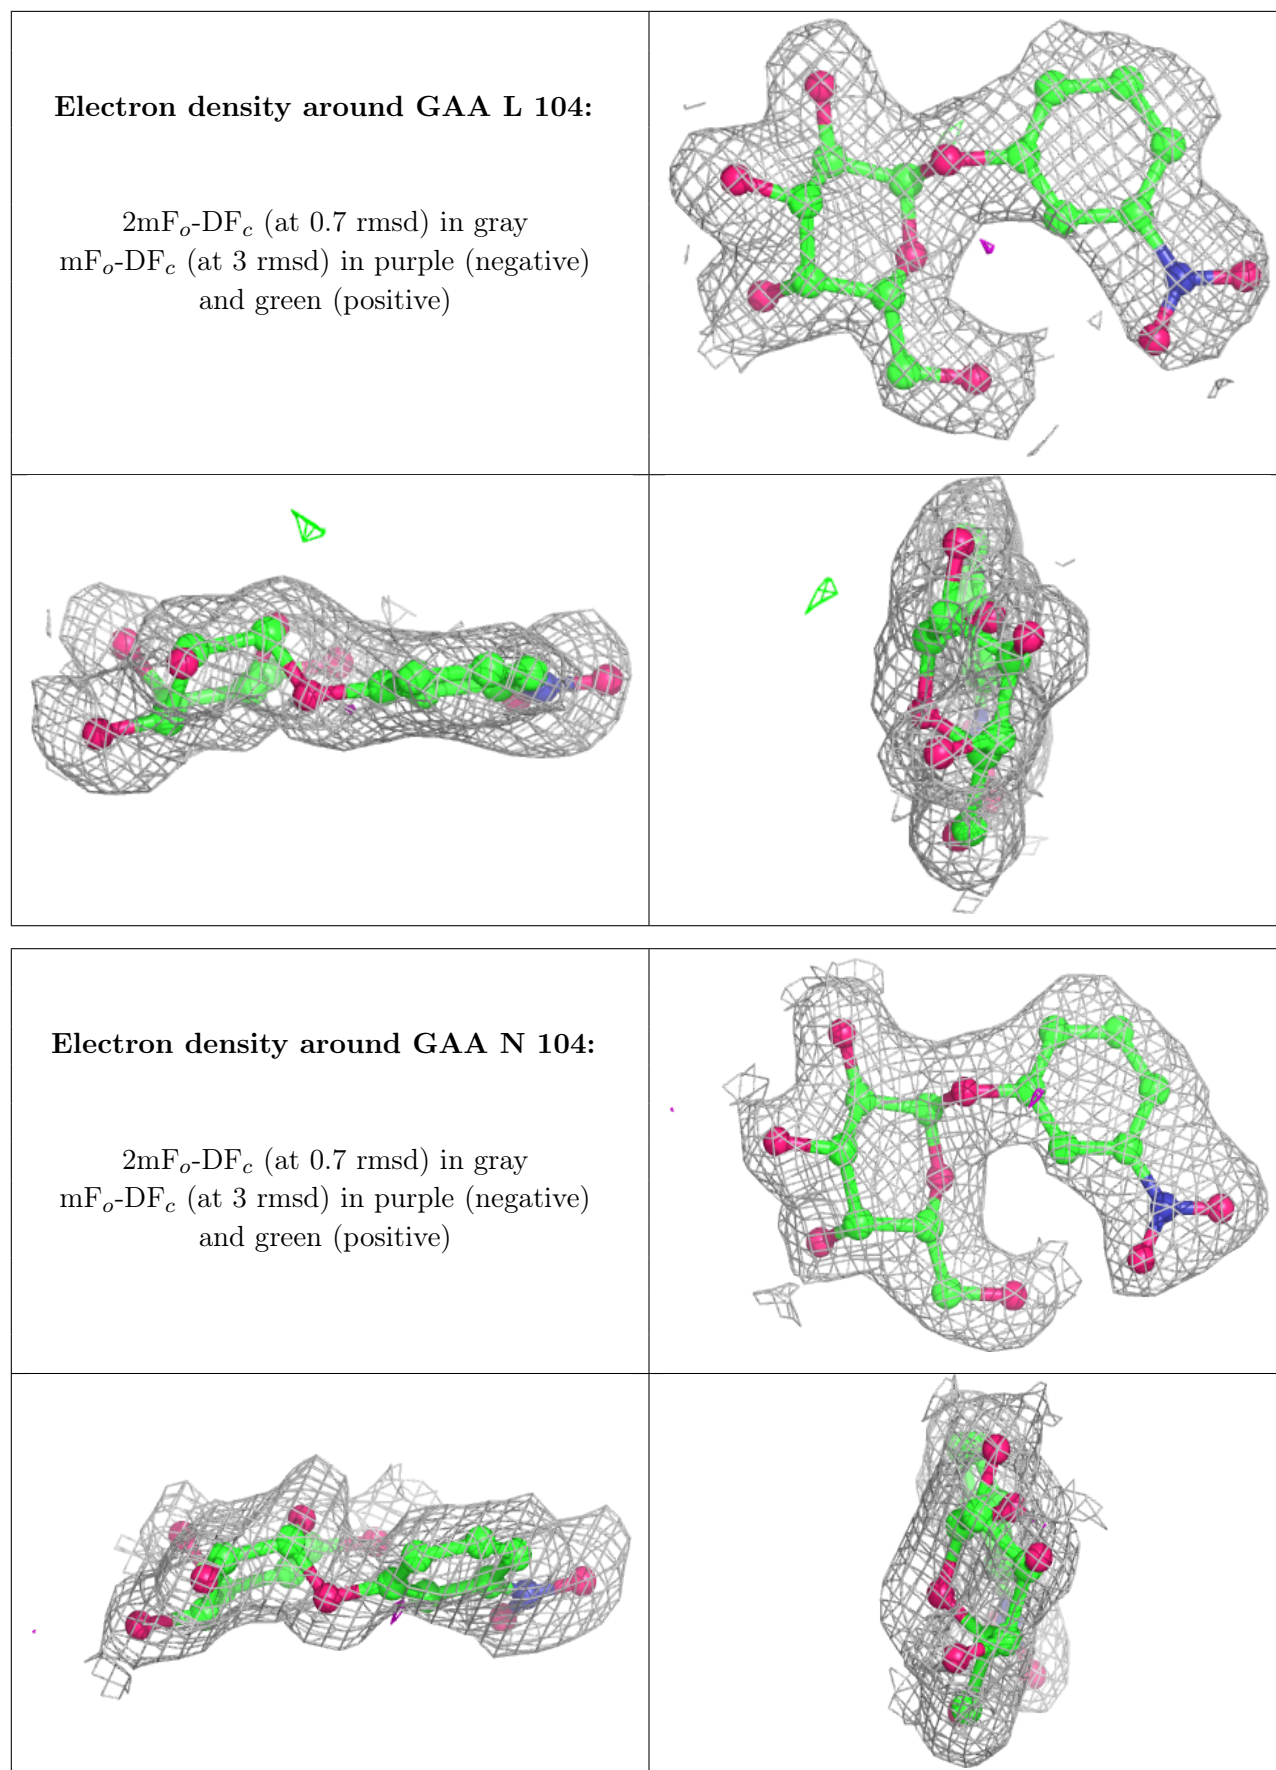 Electron density around GAA L 104:
2mFo-DFc (at 0.7 rmsd) in gray
mFo-DFc (at 3 rmsd) in purple (negative)
and green (positive)
Electron density around GAA N 104:
2mFo-DFc (at 0.7 rmsd) in gray
mFo-DFc (at 3 rmsd) in purple (negative)
and green (positive)